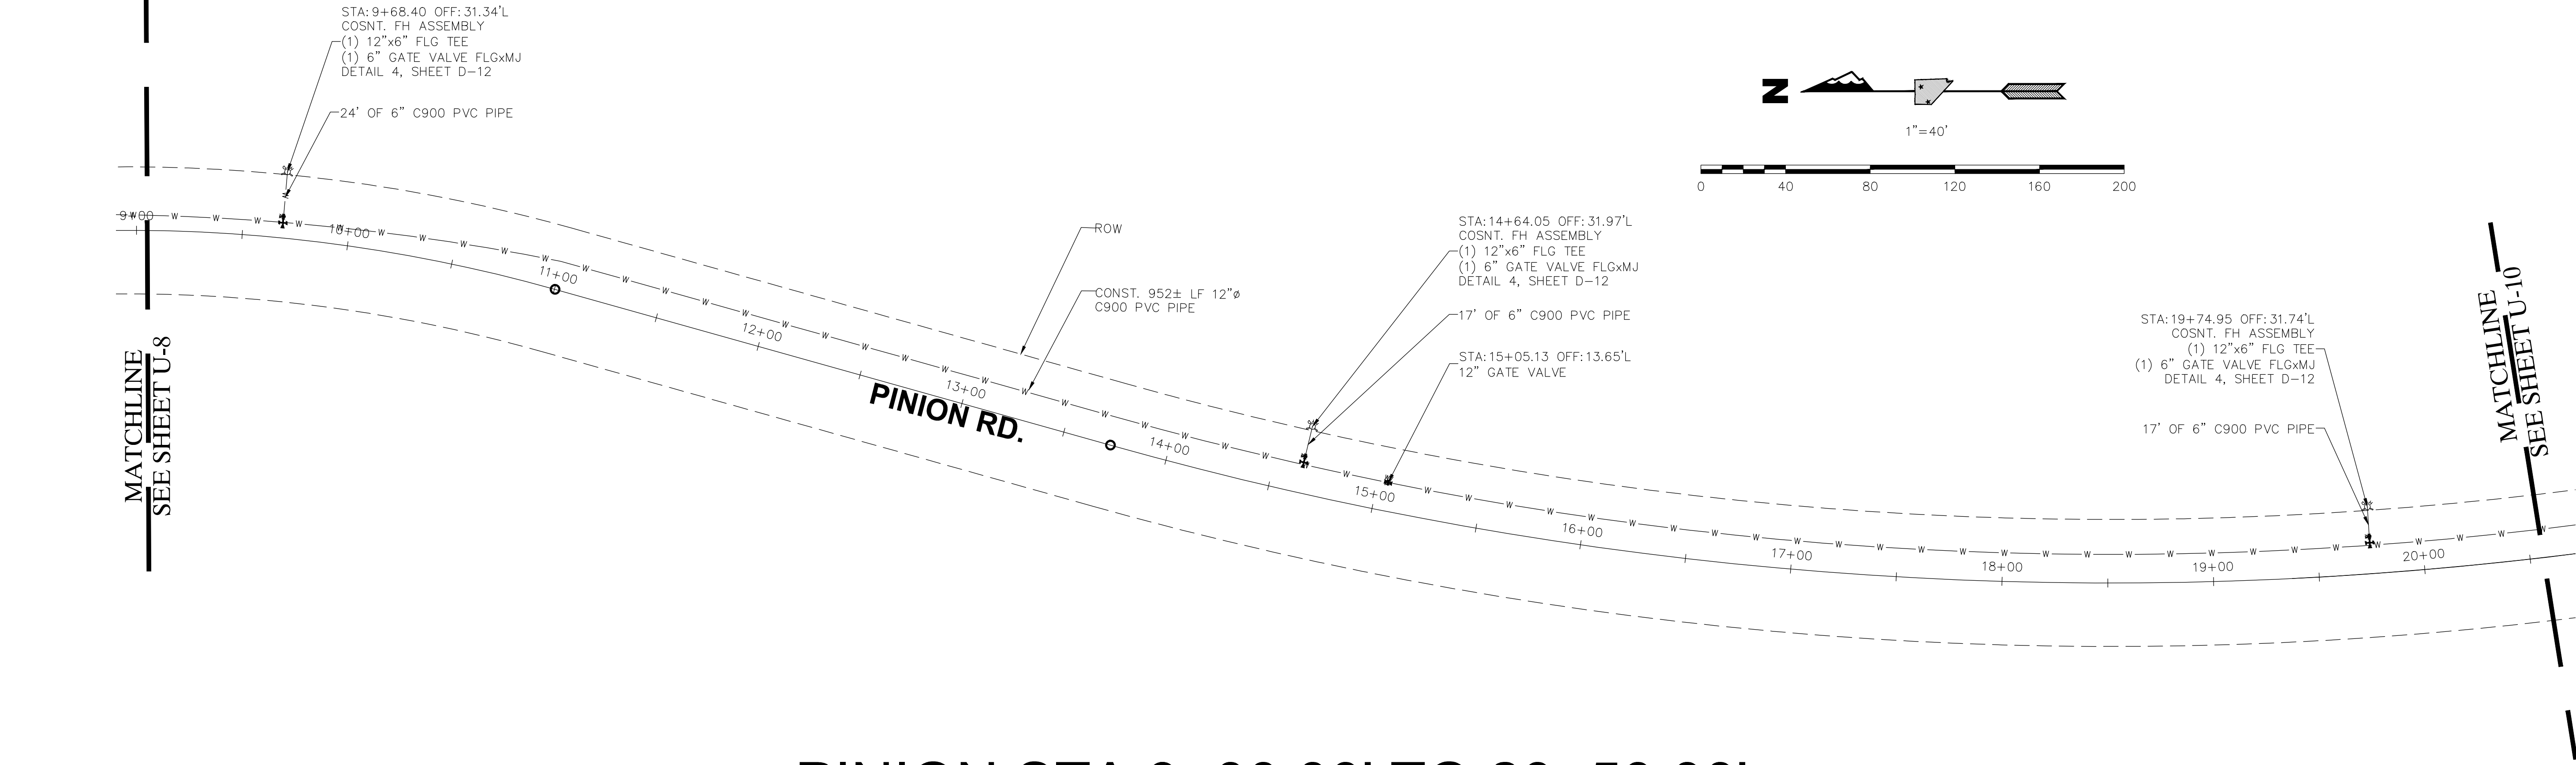 STA:9+68.40 OFF:31.34'L
COSNT. FH ASSEMBLY
(1) 12"x6" FLG TEE
(1) 6" GATE VALVE FLGxMJ
DETAIL 4, SHEET D-12
24' OF 6" C900 PVC PIPE
N
1"=40'
0 40 80 120 160 200
ROW
CONST. 952± LF 12"ø
C900 PVC PIPE
STA:14+64.05 OFF:31.97'L
COSNT. FH ASSEMBLY
(1) 12"x6" FLG TEE
(1) 6" GATE VALVE FLGxMJ
DETAIL 4, SHEET D-12
17' OF 6" C900 PVC PIPE
STA:15+05.13 OFF:13.65'L
12" GATE VALVE
STA:19+74.95 OFF:31.74'L
COSNT. FH ASSEMBLY
(1) 12"x6" FLG TEE
(1) 6" GATE VALVE FLGxMJ
DETAIL 4, SHEET D-12
17' OF 6" C900 PVC PIPE
MATCHLINE
SEE SHEET U-8
MATCHLINE
SEE SHEET U-10
9+00
10+00
11+00
12+00
13+00
14+00
15+00
16+00
17+00
18+00
19+00
20+00
PINION RD.